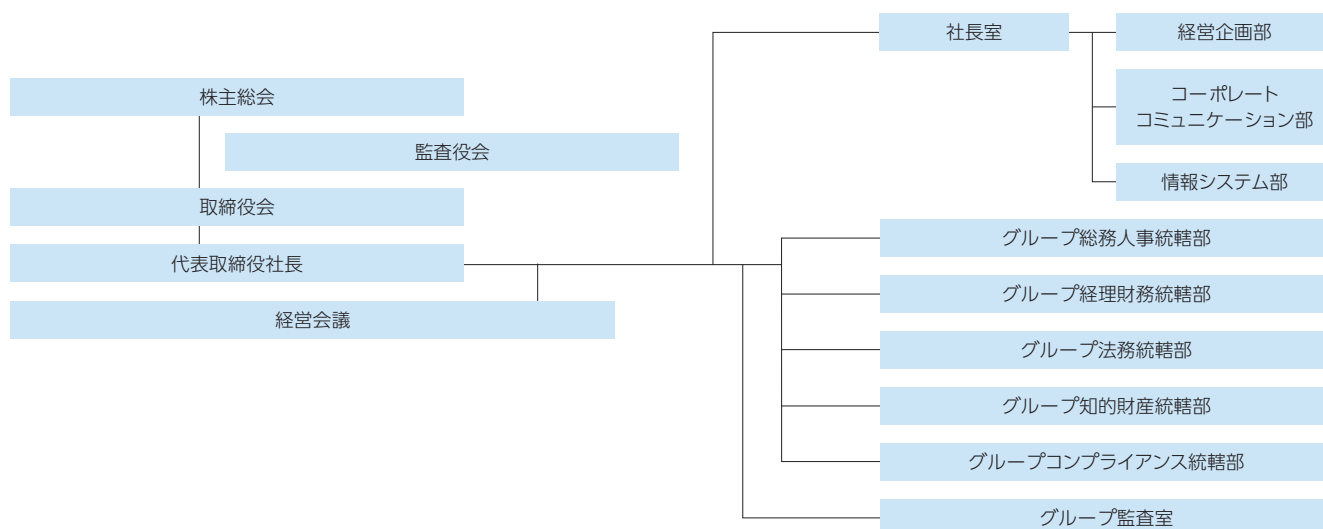 株主総会
監査役会
取締役会
代表取締役社長
経営会議
社長室
経営企画部
コーポレート
コミュニケーション部
情報システム部
グループ総務人事統轄部
グループ経理財務統轄部
グループ法務統轄部
グループ知的財産統轄部
グループコンプライアンス統轄部
グループ監査室